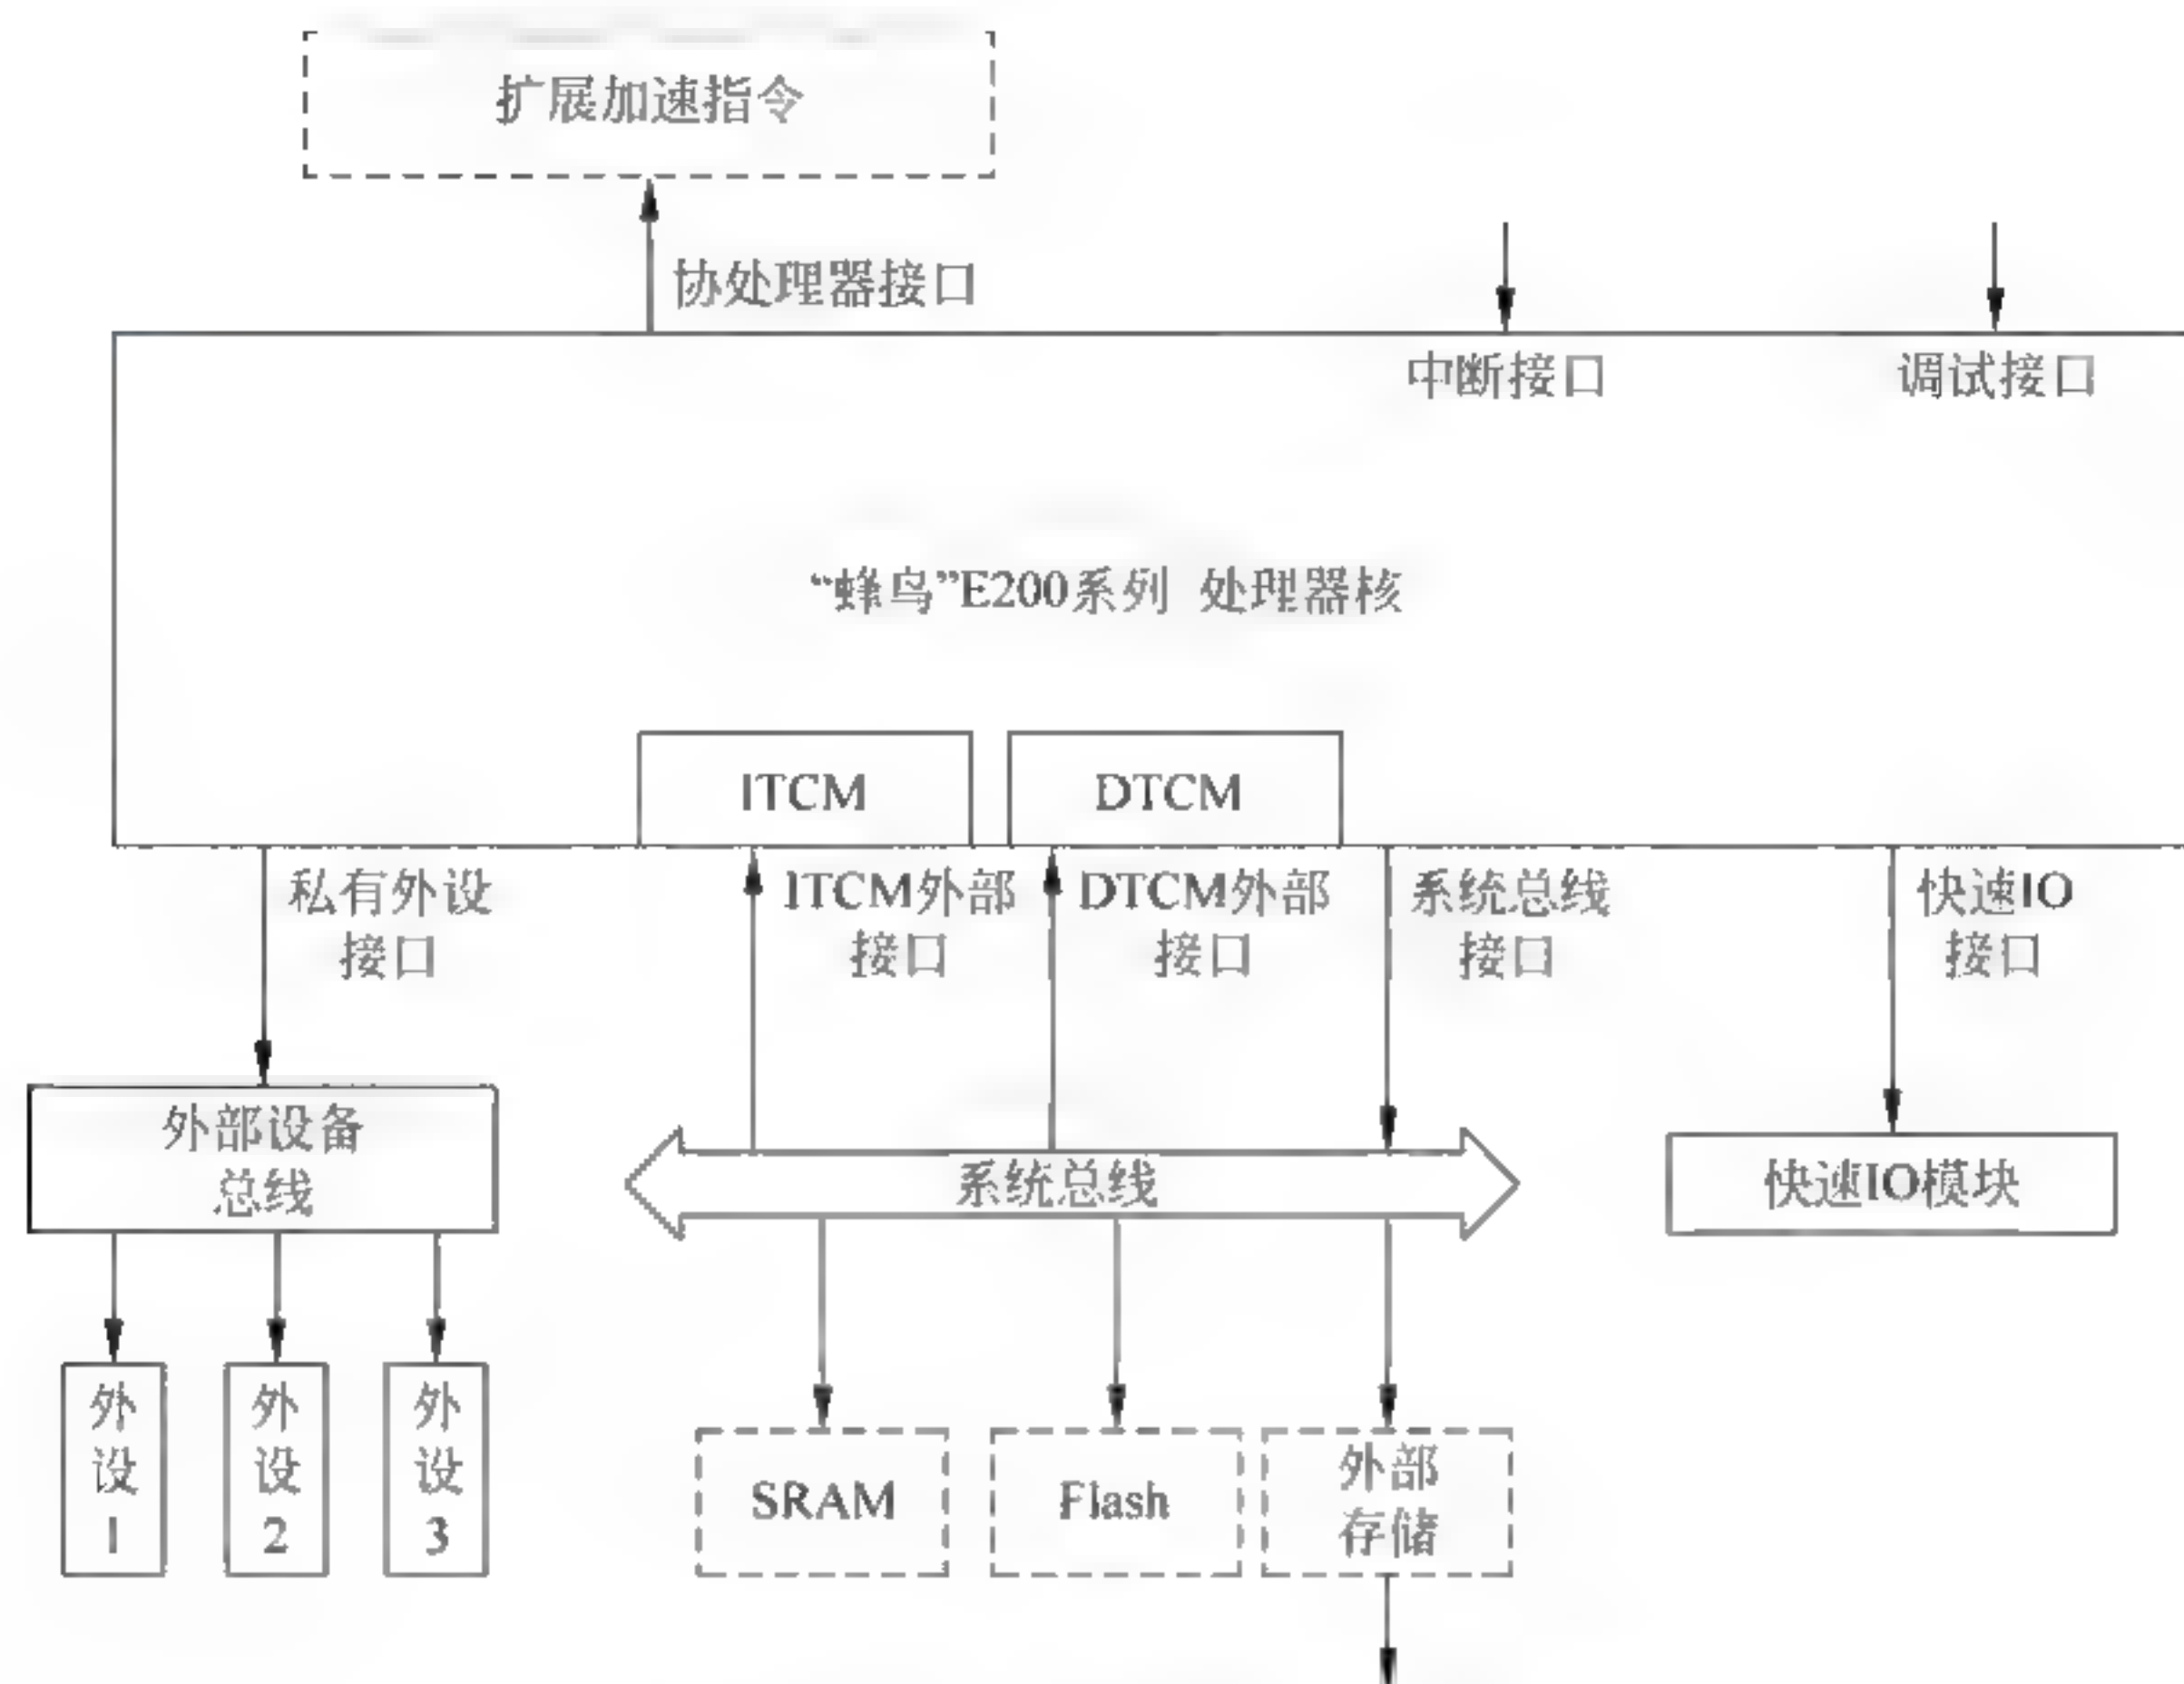 扩展加速指令
协处理器接口
中断接口
调试接口
“蜂鸟”E200系列 处理器核
ITCM
DTCM
私有外设
接口
ITCM外部
接口
DTCM外部
接口
系统总线
接口
快速IO
接口
外部设备
总线
系统总线
快速IO模块
外
设
1
外
设
2
外
设
3
SRAM
Flash
外部
存储